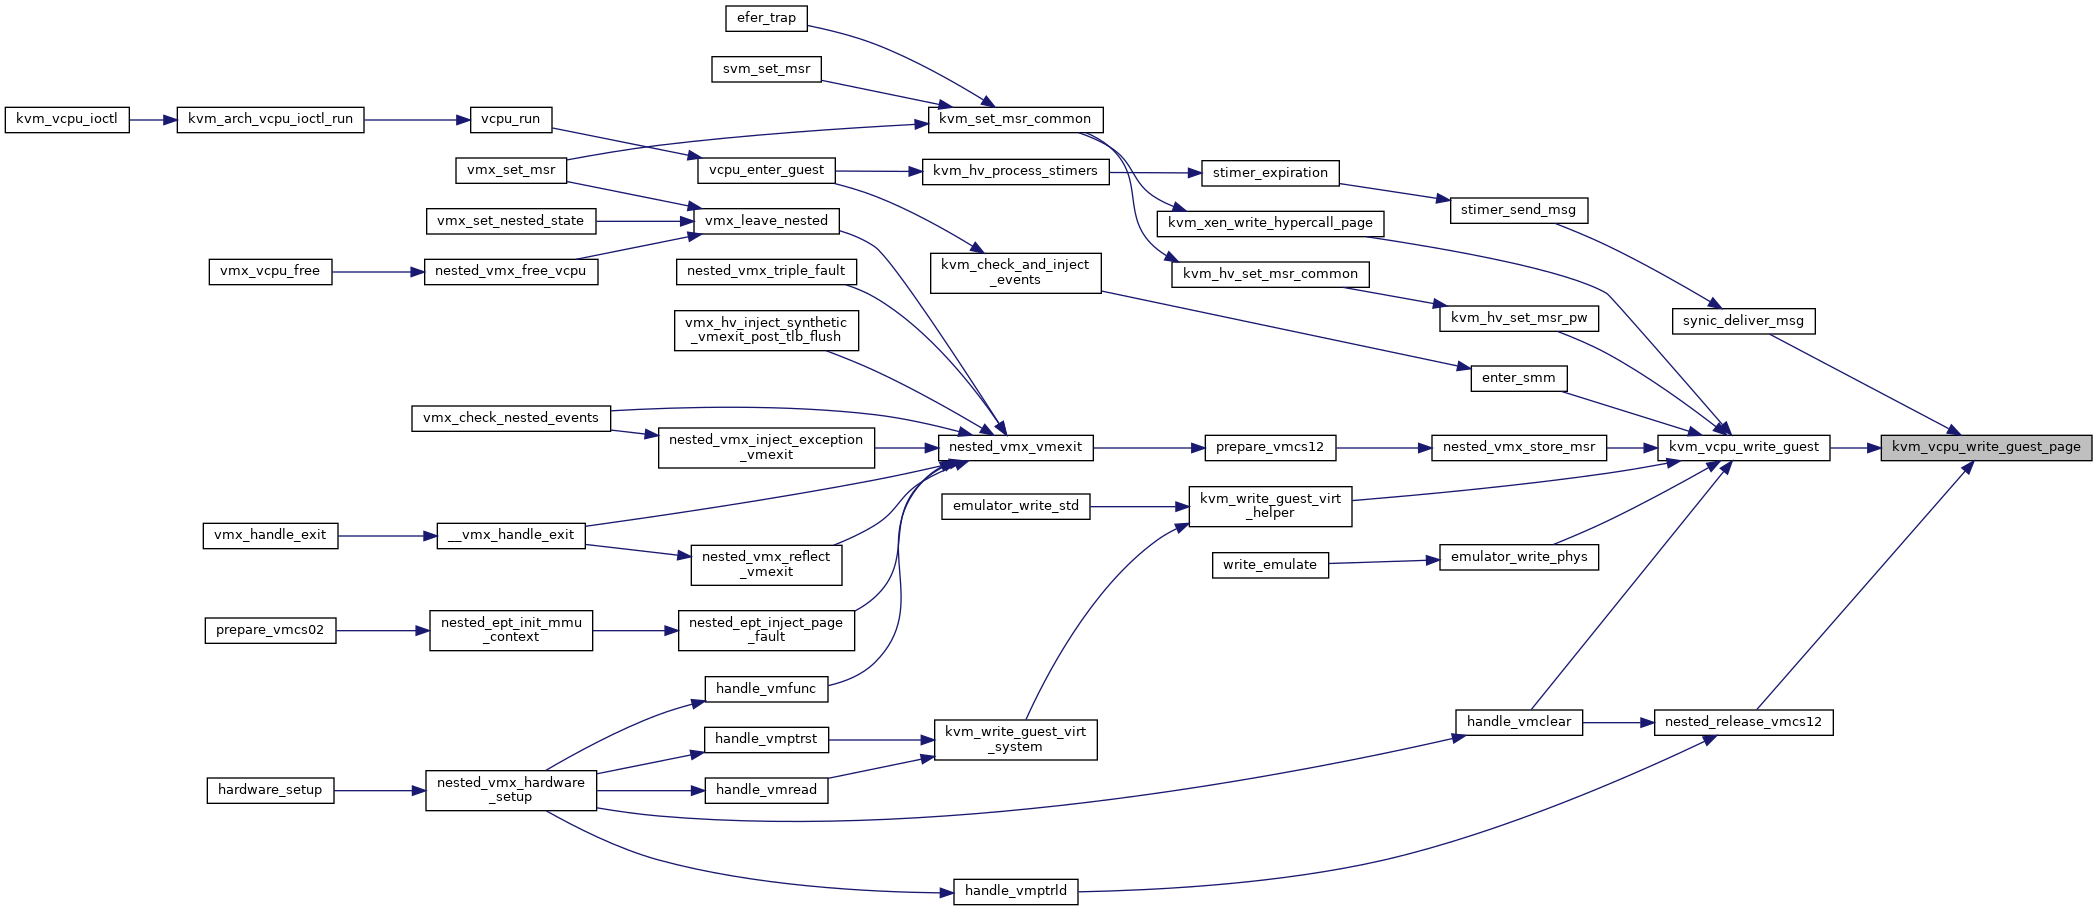 efer_trap
svm_set_msr
kvm_vcpu_ioctl
kvm_arch_vcpu_ioctl_run
vcpu_run
kvm_set_msr_common
vmx_set_msr
vcpu_enter_guest
kvm_hv_process_stimers
stimer_expiration
stimer_send_msg
vmx_set_nested_state
vmx_leave_nested
kvm_xen_write_hypercall_page
vmx_vcpu_free
nested_vmx_free_vcpu
nested_vmx_triple_fault
kvm_check_and_inject
_events
kvm_hv_set_msr_common
kvm_hv_set_msr_pw
synic_deliver_msg
vmx_hv_inject_synthetic
_vmexit_post_tlb_flush
enter_smm
vmx_check_nested_events
nested_vmx_inject_exception
_vmexit
nested_vmx_vmexit
prepare_vmcs12
nested_vmx_store_msr
kvm_vcpu_write_guest
kvm_vcpu_write_guest_page
emulator_write_std
kvm_write_guest_virt
_helper
vmx_handle_exit
__vmx_handle_exit
nested_vmx_reflect
_vmexit
write_emulate
emulator_write_phys
prepare_vmcs02
nested_ept_init_mmu
_context
nested_ept_inject_page
_fault
handle_vmfunc
handle_vmptrst
kvm_write_guest_virt
_system
handle_vmclear
nested_release_vmcs12
hardware_setup
nested_vmx_hardware
_setup
handle_vmread
handle_vmptrld